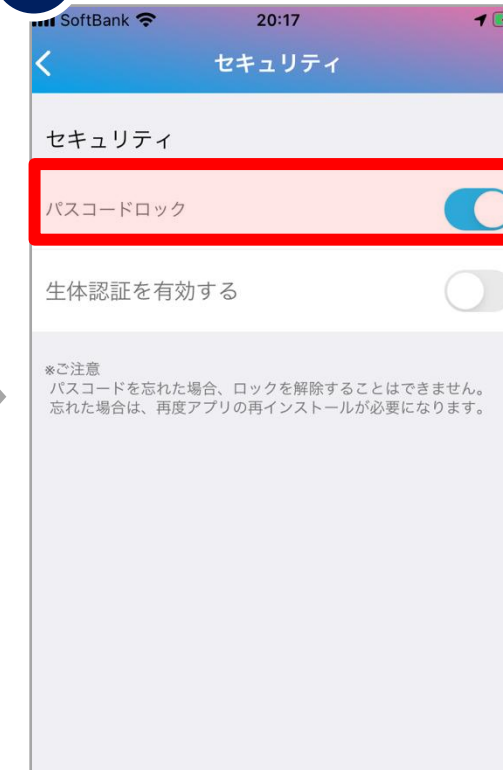 SoftBank 20:17
セキュリティ
セキュリティ
パスコードロック
生体認証を有効する
※ご注意
パスコードを忘れた場合、ロックを解除することはできません。
忘れた場合は、再度アプリの再インストールが必要になります。